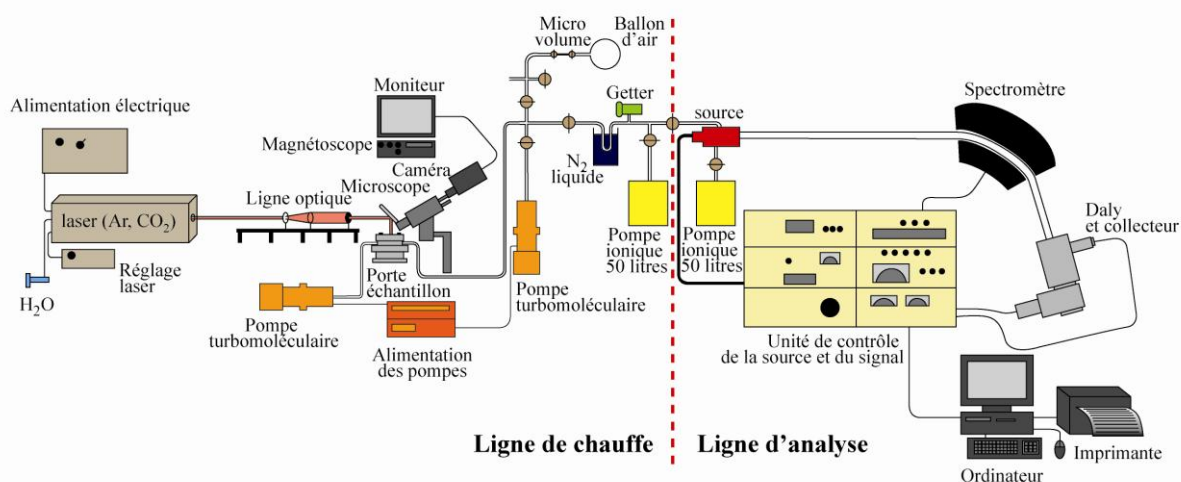 Micro
volume
Ballon
d'air
Moniteur
Getter
Spectromètre
Alimentation électrique
source
Magnétoscope
Caméra
N2
liquide
Microscope
Ligne optique
laser (Ar, CO2)
Daly
et collecteur
Pompe
ionique
50 litres
Pompe
ionique
50 litres
Réglage
laser
Porte
échantillon
H2O
Pompe
turbomoléculaire
Pompe
turbomoléculaire
Alimentation
des pompes
Unité de contrôle
de la source et du signal
Ligne de chauffe
Ligne d'analyse
Imprimante
Ordinateur